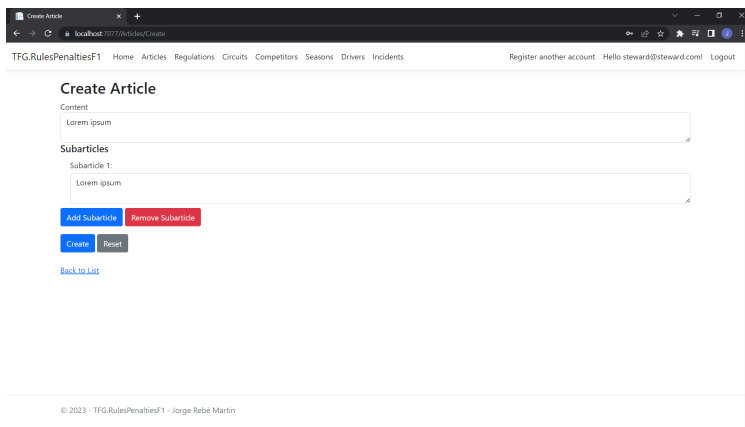 Create Article
localhost:7077/Articles/Create
TFG.RulesPenaltiesF1 Home Articles Regulations Circuits Competitors Seasons Drivers Incidents Register another account Hello steward@steward.com! Logout
Create Article
Content
Lorem ipsum
Subarticles
Subarticle 1:
Lorem ipsum
Add Subarticle Remove Subarticle
Create Reset
Back to List
© 2023 - TFG.RulesPenaltiesF1 - Jorge Rebé Martín